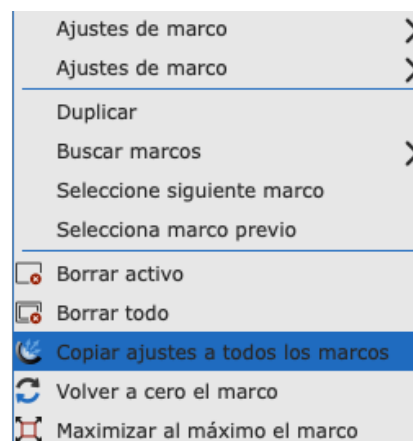 Ajustes de marco
Ajustes de marco
Duplicar
Buscar marcos
Seleccione siguiente marco
Selecciona marco previo
Borrar activo
Borrar todo
Copiar ajustes a todos los marcos
Volver a cero el marco
Maximizar al máximo el marco